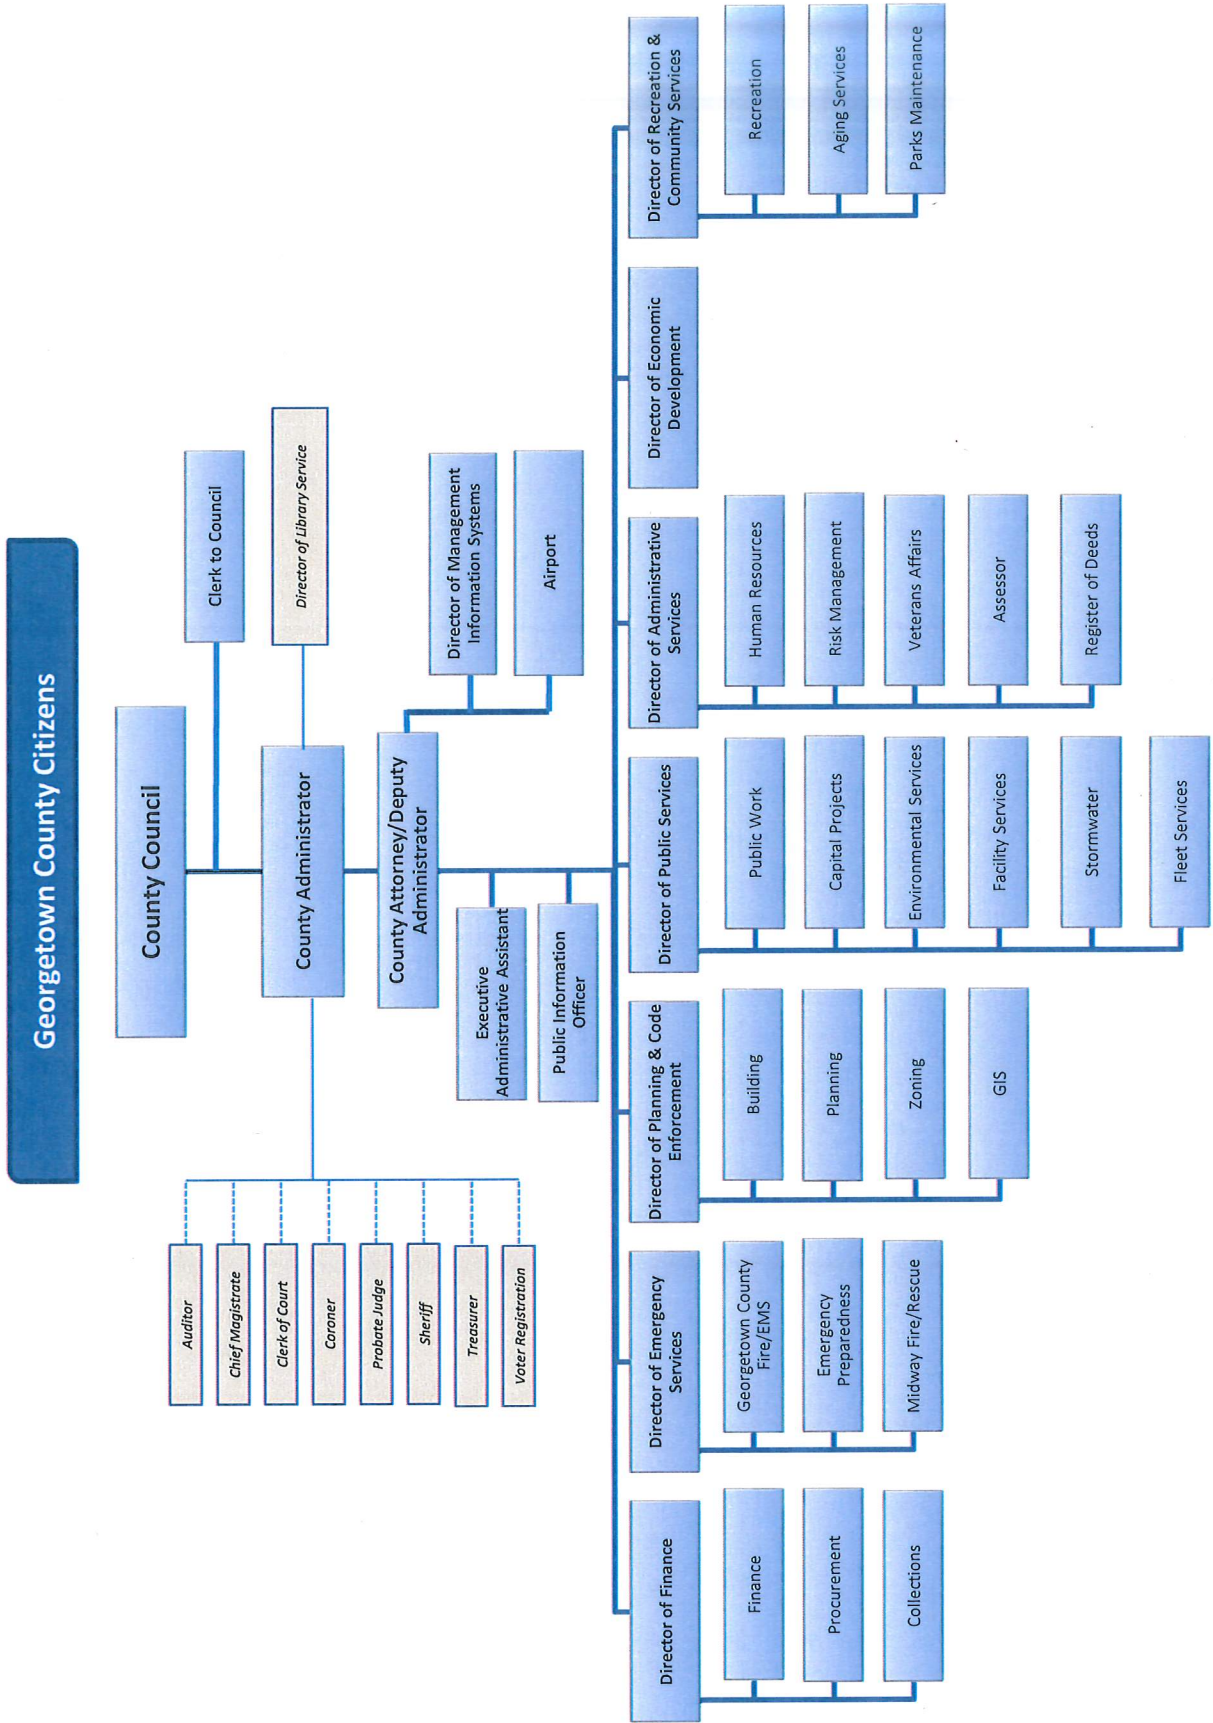 Georgetown County Citizens
County Council
Clerk to Council
County Administrator
Director of Library Service
Auditor
Chief Magistrate
Clerk of Court
Coroner
Probate Judge
Sheriff
Treasurer
Voter Registration
County Attorney/Deputy
Administrator
Director of Management
Information Systems
Airport
Executive
Administrative Assistant
Public Information
Officer
Director of Finance
Finance
Procurement
Collections
Director of Emergency
Services
Georgetown County
Fire/EMS
Emergency
Preparedness
Midway Fire/Rescue
Director of Planning & Code
Enforcement
Building
Planning
Zoning
GIS
Director of Public Services
Public Work
Capital Projects
Environmental Services
Facility Services
Stormwater
Fleet Services
Director of Administrative
Services
Human Resources
Risk Management
Veterans Affairs
Assessor
Register of Deeds
Director of Economic
Development
Director of Recreation &
Community Services
Recreation
Aging Services
Parks Maintenance